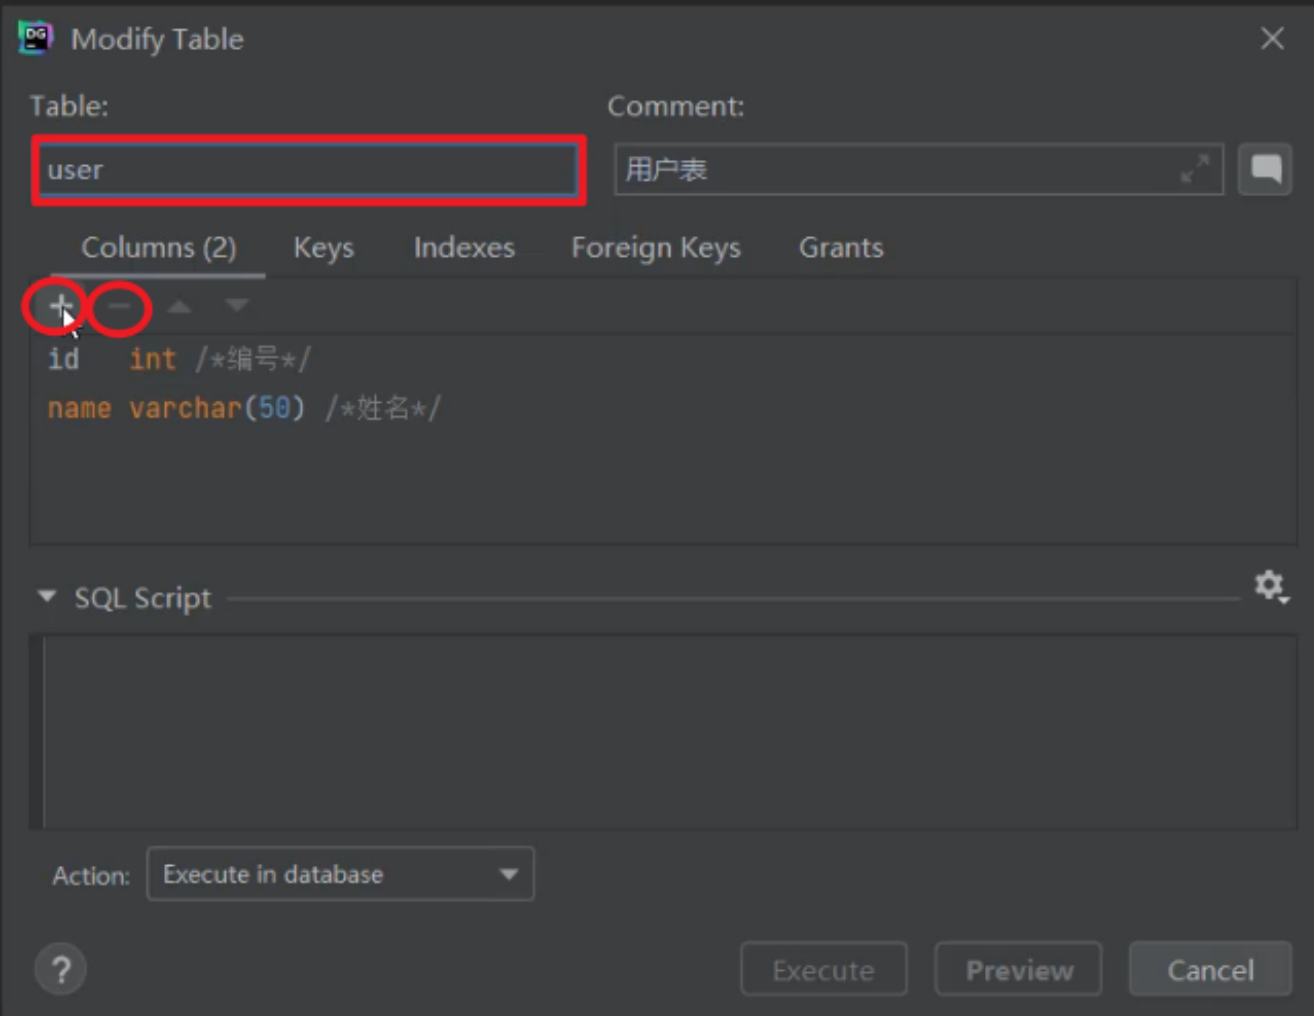 DG
Modify Table
Table:
Comment:
user
用户表
Columns (2) Keys Indexes Foreign Keys Grants
id int /*编号*/
name varchar(50) /*姓名*/
SQL Script
Action: Execute in database
? Execute Preview Cancel